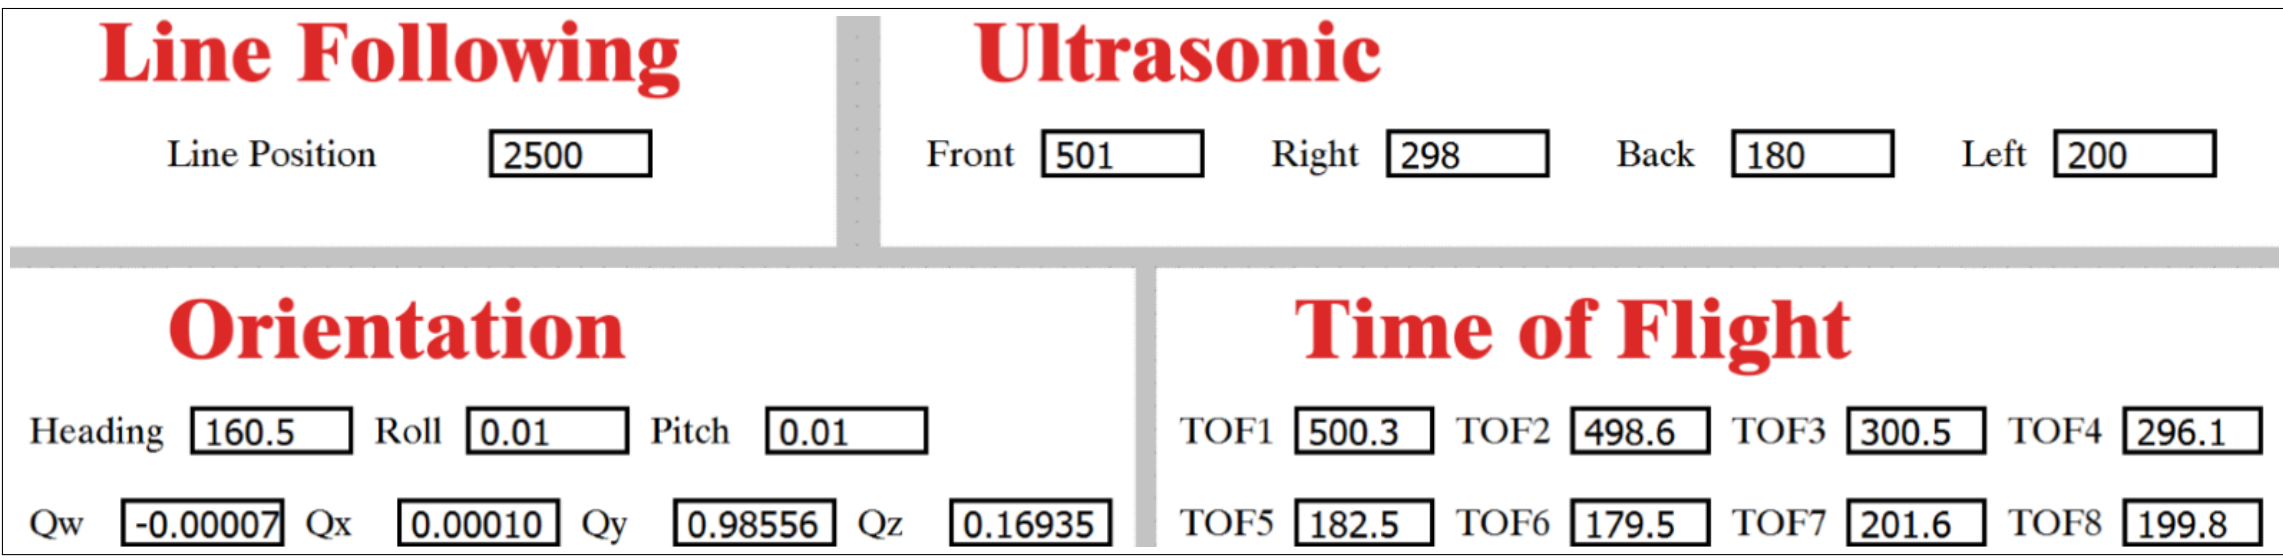 Line Following
Line Position 2500
Ultrasonic
Front 501 Right 298 Back 180 Left 200
Orientation
Heading 160.5 Roll 0.01 Pitch 0.01
Qw -0.00007 Qx 0.00010 Qy 0.98556 Qz 0.16935
Time of Flight
TOF1 500.3 TOF2 498.6 TOF3 300.5 TOF4 296.1
TOF5 182.5 TOF6 179.5 TOF7 201.6 TOF8 199.8